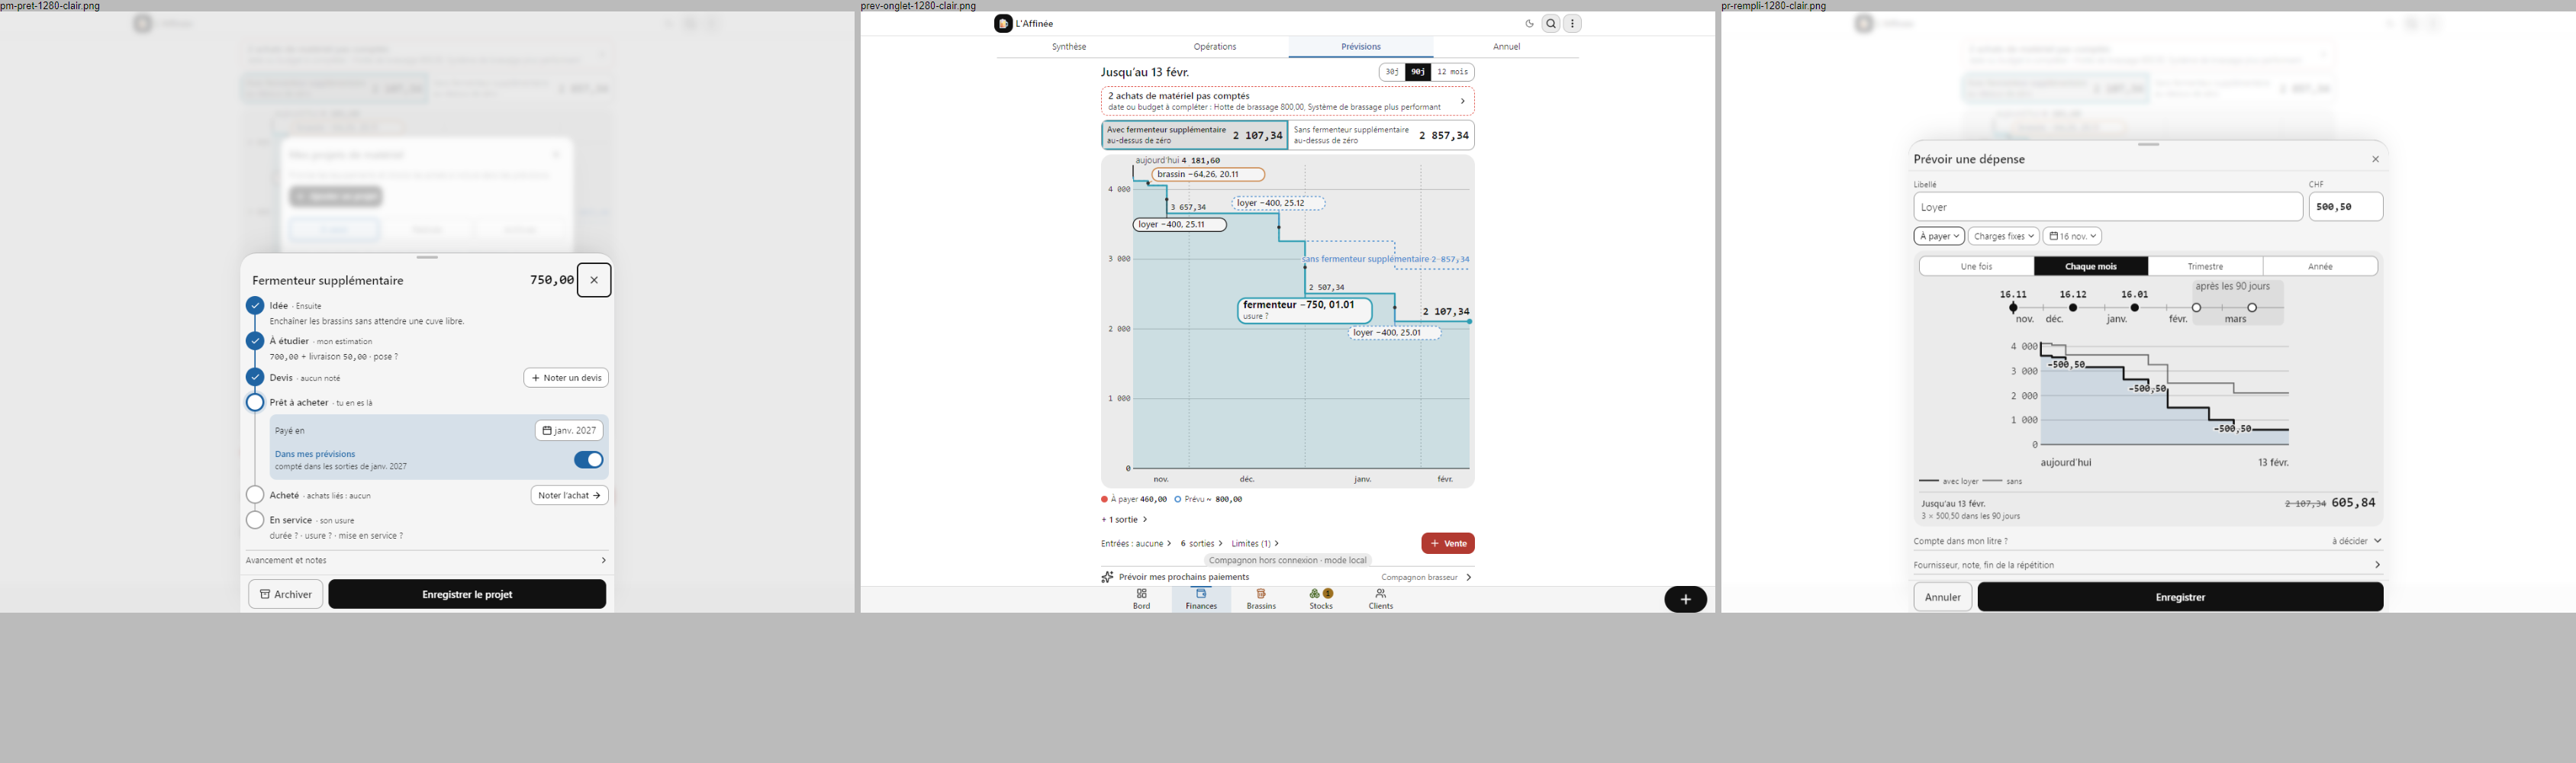 pm-pret-1280-clair.png
Fermenteur supplémentaire 750,00
Idée · Ensuite
Enchaîner les brassins sans attendre une cuve libre.
À étudier · mon estimation
700,00 + livraison 50,00 · pose ?
Devis · aucun noté
+ Noter un devis
Prêt à acheter · tu en es là
Payé en
janv. 2027
Dans mes prévisions
compté dans les sorties de janv. 2027
Acheté · achats liés : aucun
Noter l'achat →
En service · son usure
durée ? · usure ? · mise en service ?
Avancement et notes
Archiver
Enregistrer le projet
prev-onglet-1280-clair.png
L'Affinée
Synthèse Opérations Prévisions Annuel
Jusqu'au 13 févr.
30j 90j 12 mois
2 achats de matériel pas comptés
date ou budget à compléter : Hotte de brassage 800,00, Système de brassage plus performant
Avec fermenteur supplémentaire
au-dessus de zéro
2 107,34
Sans fermenteur supplémentaire
au-dessus de zéro
2 857,34
aujourd'hui 4 181,60
brassin −64,26, 20.11
4 000
3 657,34
loyer −400, 25.12
loyer −400, 25.11
3 000
sans fermenteur supplémentaire 2 857,34
2 507,34
fermenteur −750, 01.01
usure ?
2 107,34
2 000
loyer −400, 25.01
1 000
0
nov. déc. janv. févr.
À payer 460,00 Prévu ~ 800,00
+ 1 sortie
Entrées : aucune 6 sorties Limites (1)
+ Vente
Compagnon hors connexion · mode local
Prévoir mes prochains paiements
Compagnon brasseur
Bord Finances Brassins Stocks 1 Clients
+
pr-rempli-1280-clair.png
Prévoir une dépense
Libellé CHF
Loyer 500,50
À payer Charges fixes 16 nov.
Une fois Chaque mois Trimestre Année
après les 90 jours
16.11 16.12 16.01
nov. déc. janv. févr. mars
4 000
-500,50
3 000
-500,50
2 000
1 000
-500,50
0
aujourd'hui 13 févr.
avec loyer sans
Jusqu'au 13 févr.
3 × 500,50 dans les 90 jours
2 107,34 605,84
Compte dans mon litre ? à décider
Fournisseur, note, fin de la répétition
Annuler
Enregistrer